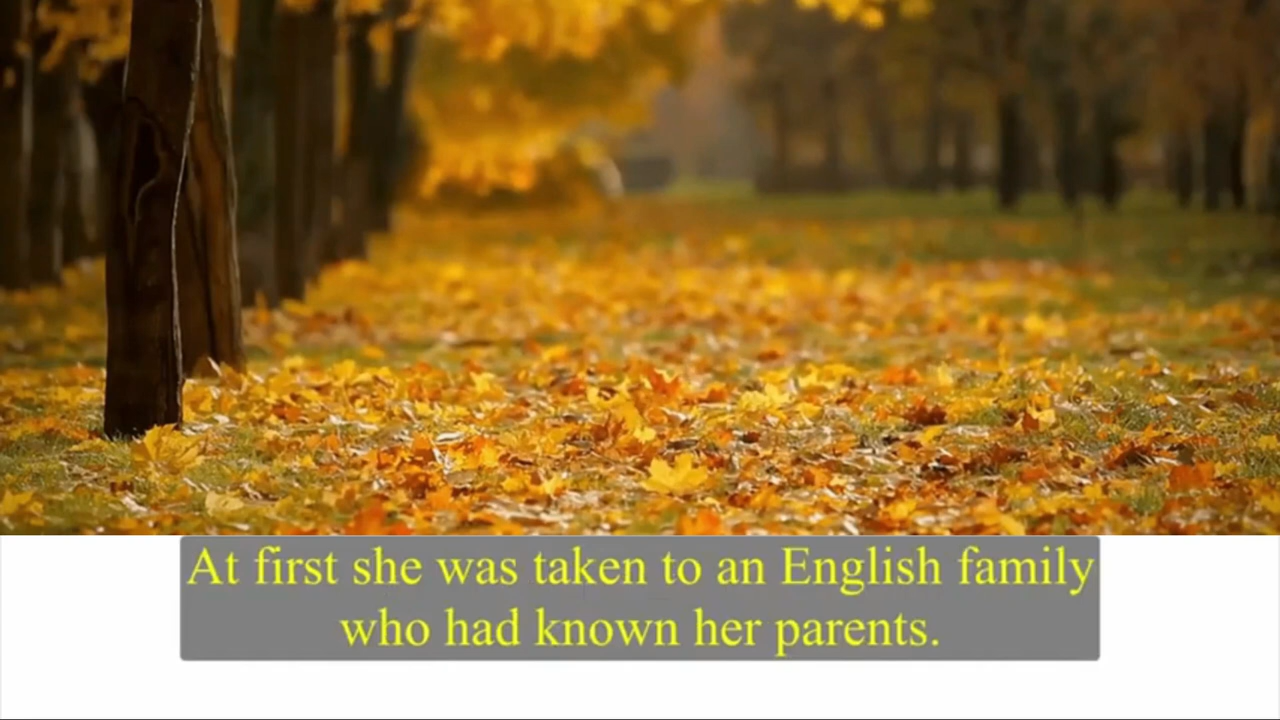 At first she was taken to an English family
who had known her parents.